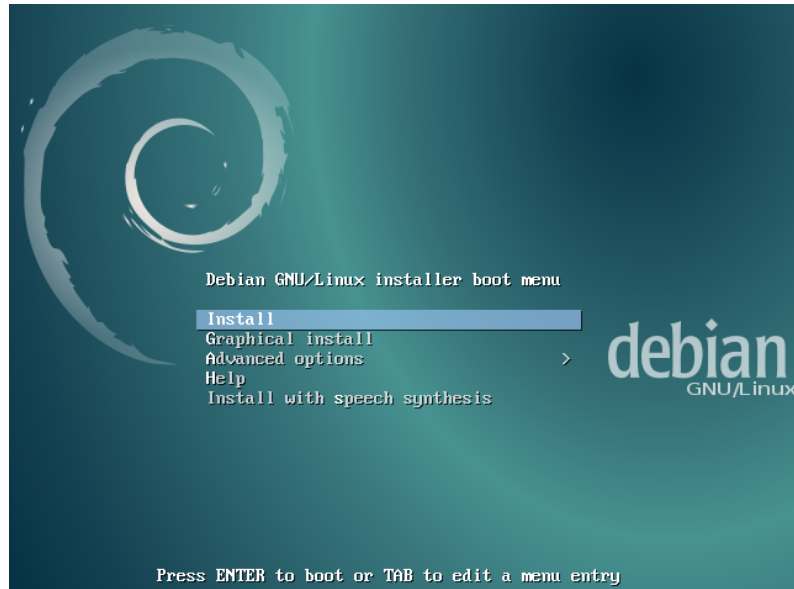 Debian GNU/Linux installer boot menu
Install
Graphical install
Advanced options >
Help
Install with speech synthesis
debian
GNU/Linux
Press ENTER to boot or TAB to edit a menu entry